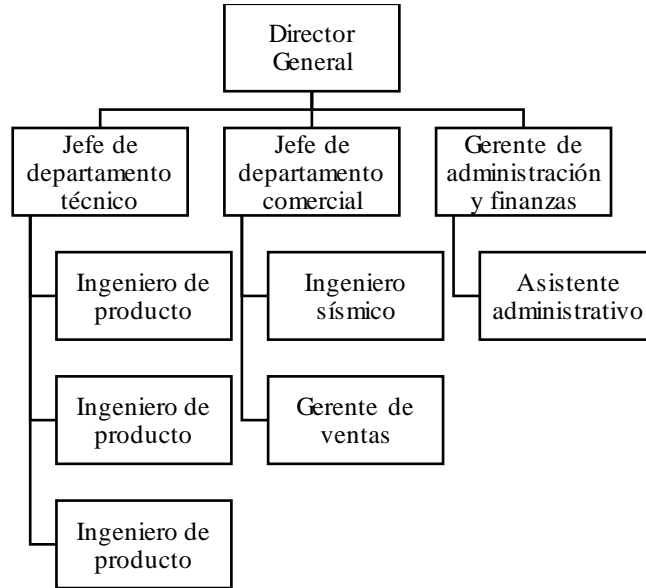 Director
General
Jefe de
departamento
técnico
Jefe de
departamento
comercial
Gerente de
administración
y finanzas
Ingeniero de
producto
Ingeniero
sísmico
Asistente
administrativo
Ingeniero de
producto
Gerente de
ventas
Ingeniero de
producto